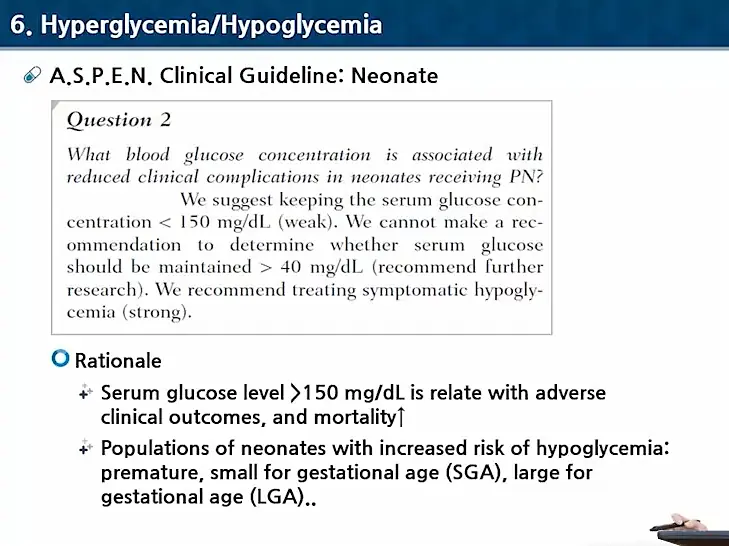 6. Hyperglycemia/Hypoglycemia
A.S.P.E.N. Clinical Guideline: Neonate
Question 2
What blood glucose concentration is associated with
reduced clinical complications in neonates receiving PN?
We suggest keeping the serum glucose con-
centration < 150 mg/dL (weak). We cannot make a rec-
ommendation to determine whether serum glucose
should be maintained > 40 mg/dL (recommend further
research). We recommend treating symptomatic hypogly-
cemia (strong).
Rationale
Serum glucose level >150 mg/dL is relate with adverse
clinical outcomes, and mortality↑
Populations of neonates with increased risk of hypoglycemia:
premature, small for gestational age (SGA), large for
gestational age (LGA)..